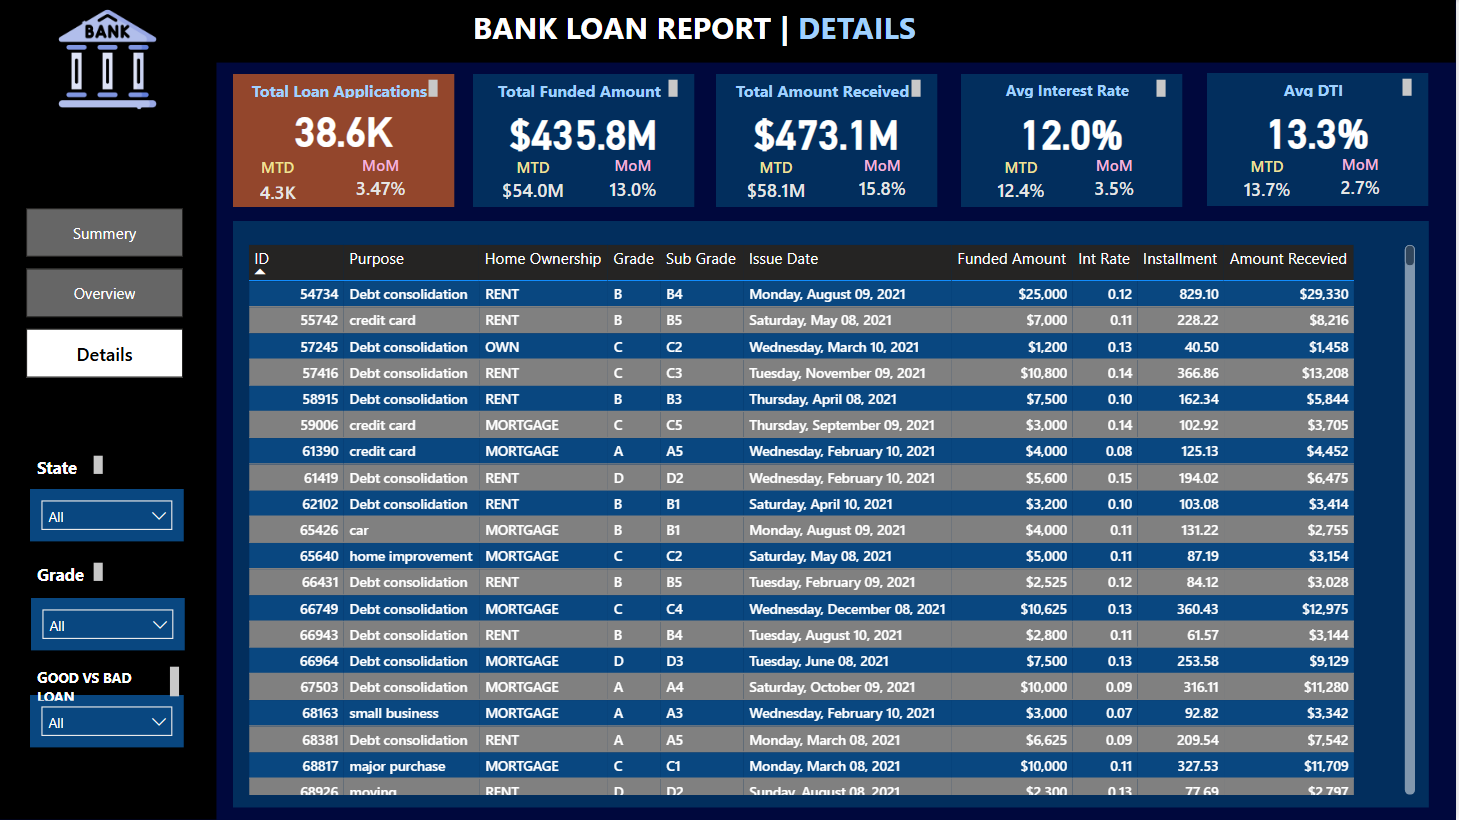 BANK
BANK LOAN REPORT | DETAILS
Total Loan Applications
38.6K
MTD MoM
4.3K 3.47%
Total Funded Amount
$435.8M
MTD MoM
$54.0M 13.0%
Total Amount Received
$473.1M
MTD MoM
$58.1M 15.8%
Avg Interest Rate
12.0%
MTD MoM
12.4% 3.5%
Avg DTI
13.3%
MTD MoM
13.7% 2.7%
Summery
Overview
Details
State
All
Grade
All
GOOD VS BAD
LOAN
All
ID Purpose Home Ownership Grade Sub Grade Issue Date Funded Amount Int Rate Installment Amount Recevied
54734 Debt consolidation RENT B B4 Monday, August 09, 2021 $25,000 0.12 829.10 $29,330
55742 credit card RENT B B5 Saturday, May 08, 2021 $7,000 0.11 228.22 $8,216
57245 Debt consolidation OWN C C2 Wednesday, March 10, 2021 $1,200 0.13 40.50 $1,458
57416 Debt consolidation RENT C C3 Tuesday, November 09, 2021 $10,800 0.14 366.86 $13,208
58915 Debt consolidation RENT B B3 Thursday, April 08, 2021 $7,500 0.10 162.34 $5,844
59006 credit card MORTGAGE C C5 Thursday, September 09, 2021 $3,000 0.14 102.92 $3,705
61390 credit card MORTGAGE A A5 Wednesday, February 10, 2021 $4,000 0.08 125.13 $4,452
61419 Debt consolidation RENT D D2 Wednesday, February 10, 2021 $5,600 0.15 194.02 $6,475
62102 Debt consolidation RENT B B1 Saturday, April 10, 2021 $3,200 0.10 103.08 $3,414
65426 car MORTGAGE B B1 Monday, August 09, 2021 $4,000 0.11 131.22 $2,755
65640 home improvement MORTGAGE C C2 Saturday, May 08, 2021 $5,000 0.11 87.19 $3,154
66431 Debt consolidation RENT B B5 Tuesday, February 09, 2021 $2,525 0.12 84.12 $3,028
66749 Debt consolidation MORTGAGE C C4 Wednesday, December 08, 2021 $10,625 0.13 360.43 $12,975
66943 Debt consolidation RENT B B4 Tuesday, August 10, 2021 $2,800 0.11 61.57 $3,144
66964 Debt consolidation MORTGAGE D D3 Tuesday, June 08, 2021 $7,500 0.13 253.58 $9,129
67503 Debt consolidation MORTGAGE A A4 Saturday, October 09, 2021 $10,000 0.09 316.11 $11,280
68163 small business MORTGAGE A A3 Wednesday, February 10, 2021 $3,000 0.07 92.82 $3,342
68381 Debt consolidation RENT A A5 Monday, March 08, 2021 $6,625 0.09 209.54 $7,542
68817 major purchase MORTGAGE C C1 Monday, March 08, 2021 $10,000 0.11 327.53 $11,709
68926 moving RENT D D2 Sunday, August 08, 2021 $2,300 0.13 77.69 $2,797